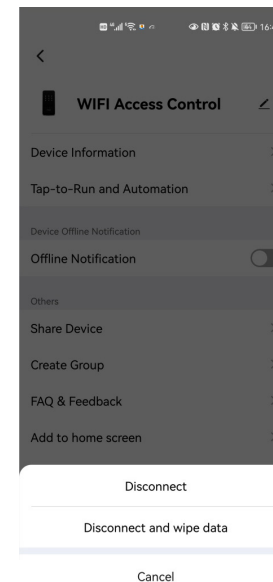 WIFI Access Control
Device Information
Tap-to-Run and Automation
Device Offline Notification
Offline Notification
Others
Share Device
Create Group
FAQ & Feedback
Add to home screen
Disconnect
Disconnect and wipe data
Cancel